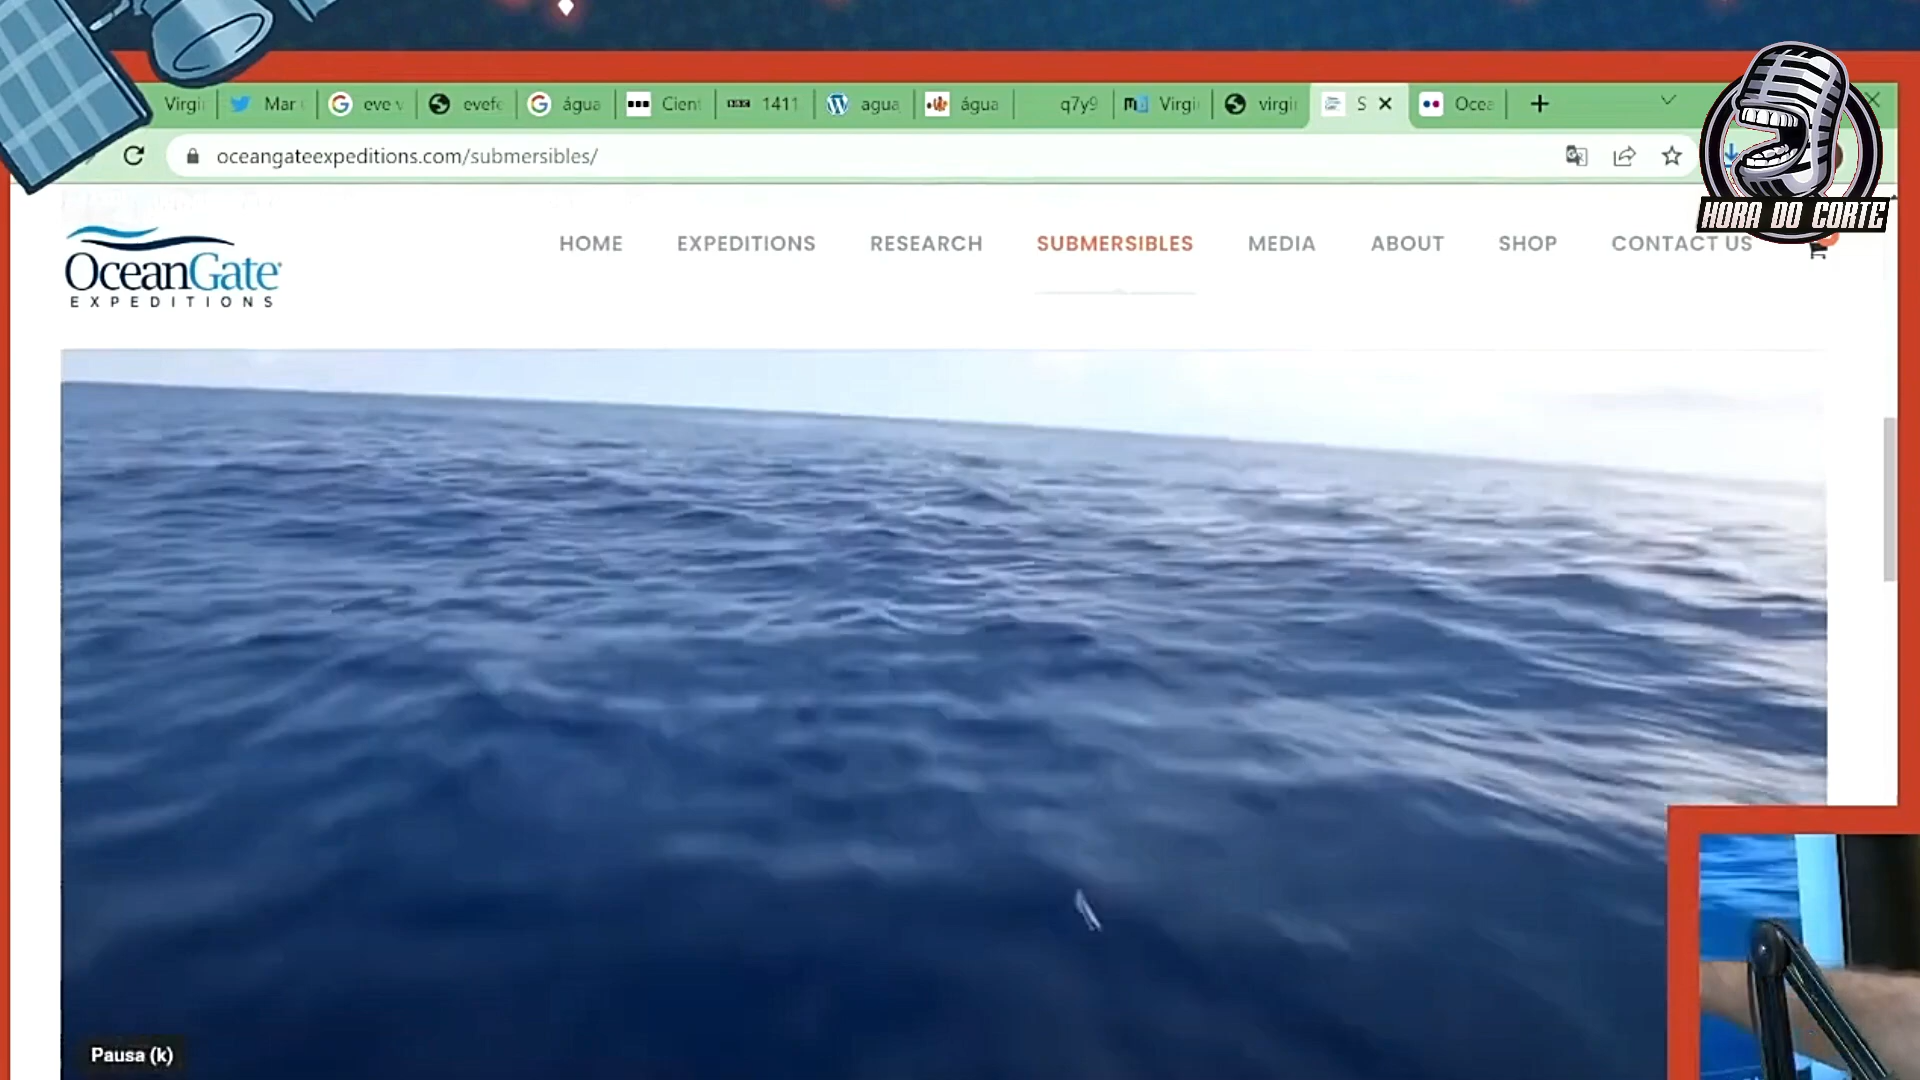 Virgi Mar eve v evefe água Cient 1411 agua água q7y9 Virgi virgi S Ocea
oceangateexpeditions.com/submersibles/
HORA DO CORTE
OceanGate
EXPEDITIONS
HOME EXPEDITIONS RESEARCH SUBMERSIBLES MEDIA ABOUT SHOP CONTACT US
Pausa (k)